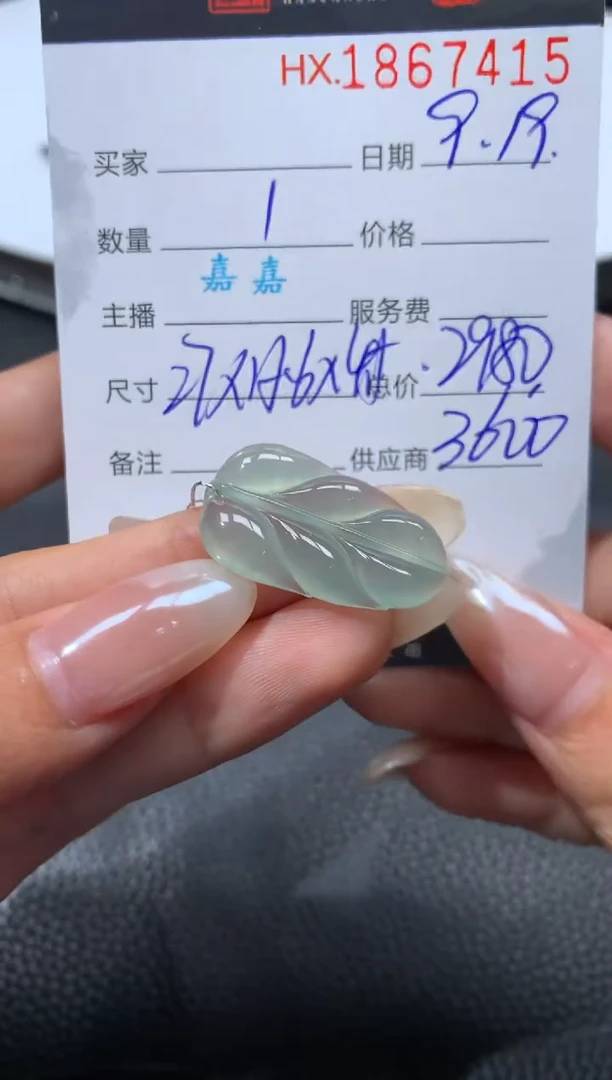 HX.1867415
买家 日期 9.19.
数量 1 价格
嘉嘉
主播 服务费
尺寸 总价 2980
备注 供应商 3600